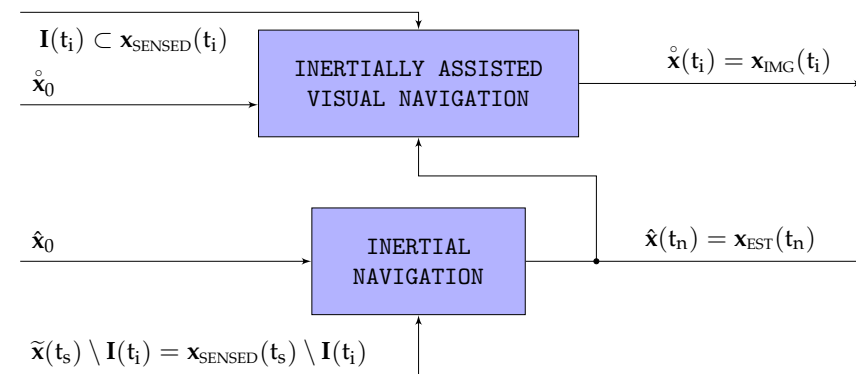 I(tᵢ) ⊂ x_SENSED(tᵢ)
x̊₀
INERTIALLY ASSISTED
VISUAL NAVIGATION
x̊(tᵢ) = x_IMG(tᵢ)
x̂₀
INERTIAL
NAVIGATION
x̂(tₙ) = x_EST(tₙ)
x̃(tₛ) \ I(tᵢ) = x_SENSED(tₛ) \ I(tᵢ)